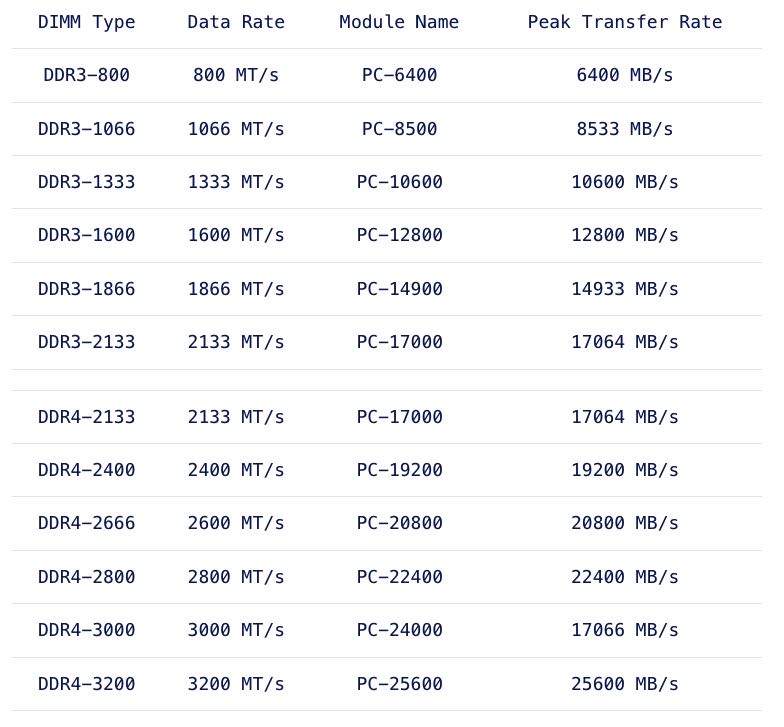 DIMM Type Data Rate Module Name Peak Transfer Rate
DDR3-800 800 MT/s PC-6400 6400 MB/s
DDR3-1066 1066 MT/s PC-8500 8533 MB/s
DDR3-1333 1333 MT/s PC-10600 10600 MB/s
DDR3-1600 1600 MT/s PC-12800 12800 MB/s
DDR3-1866 1866 MT/s PC-14900 14933 MB/s
DDR3-2133 2133 MT/s PC-17000 17064 MB/s
DDR4-2133 2133 MT/s PC-17000 17064 MB/s
DDR4-2400 2400 MT/s PC-19200 19200 MB/s
DDR4-2666 2600 MT/s PC-20800 20800 MB/s
DDR4-2800 2800 MT/s PC-22400 22400 MB/s
DDR4-3000 3000 MT/s PC-24000 17066 MB/s
DDR4-3200 3200 MT/s PC-25600 25600 MB/s